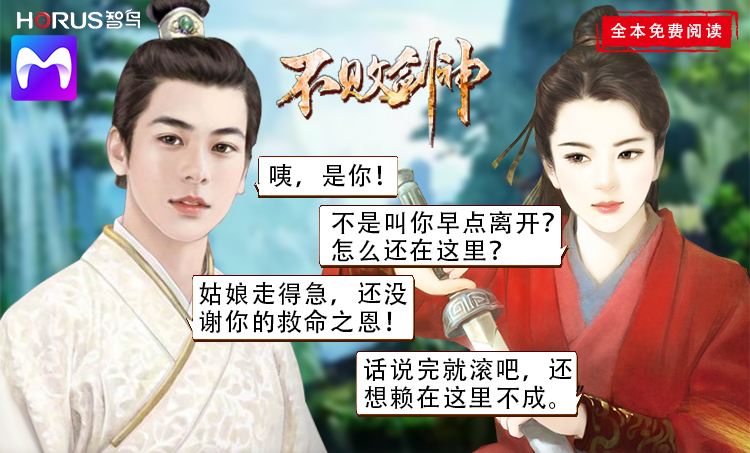 HORUS智鸟
全本免费阅读
不败剑神
咦，是你！
不是叫你早点离开？
怎么还在这里？
姑娘走得急，还没
谢你的救命之恩！
话说完就滚吧，还
想赖在这里不成。